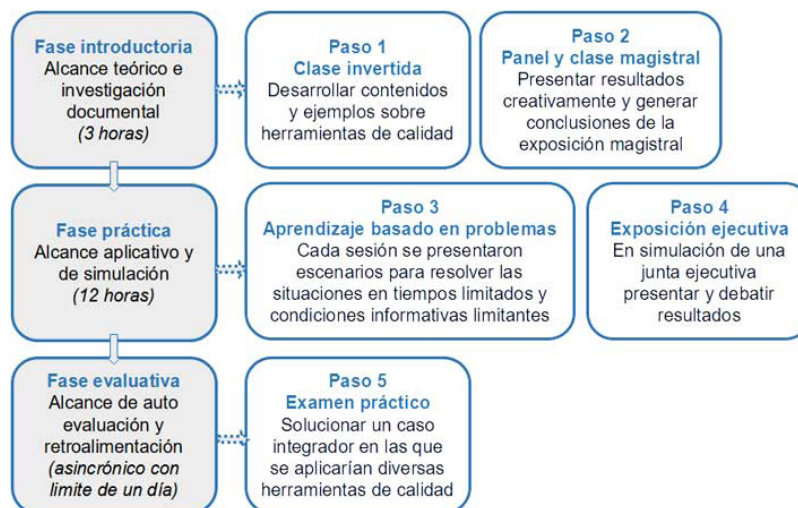 Fase introductoria
Alcance teórico e
investigación
documental
(3 horas)
Paso 1
Clase invertida
Desarrollar contenidos
y ejemplos sobre
herramientas de calidad
Paso 2
Panel y clase magistral
Presentar resultados
creativamente y generar
conclusiones de la
exposición magistral
Fase práctica
Alcance aplicativo y
de simulación
(12 horas)
Paso 3
Aprendizaje basado en problemas
Cada sesión se presentaron
escenarios para resolver las
situaciones en tiempos limitados y
condiciones informativas limitantes
Paso 4
Exposición ejecutiva
En simulación de una
junta ejecutiva
presentar y debatir
resultados
Fase evaluativa
Alcance de auto
evaluación y
retroalimentación
(asincrónico con
limite de un día)
Paso 5
Examen práctico
Solucionar un caso
integrador en las que
se aplicarían diversas
herramientas de calidad